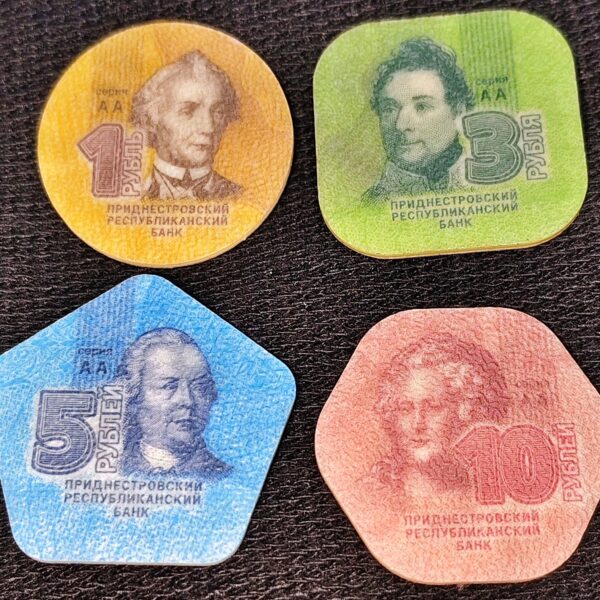 серия
АА
1
РУБЛЬ
ПРИДНЕСТРОВСКИЙ
РЕСПУБЛИКАНСКИЙ
БАНК
серия
АА
3
РУБЛЯ
ПРИДНЕСТРОВСКИЙ
РЕСПУБЛИКАНСКИЙ
БАНК
серия
АА
5
РУБЛЕЙ
ПРИДНЕСТРОВСКИЙ
РЕСПУБЛИКАНСКИЙ
БАНК
10
РУБЛЕЙ
ПРИДНЕСТРОВСКИЙ
РЕСПУБЛИКАНСКИЙ
БАНК